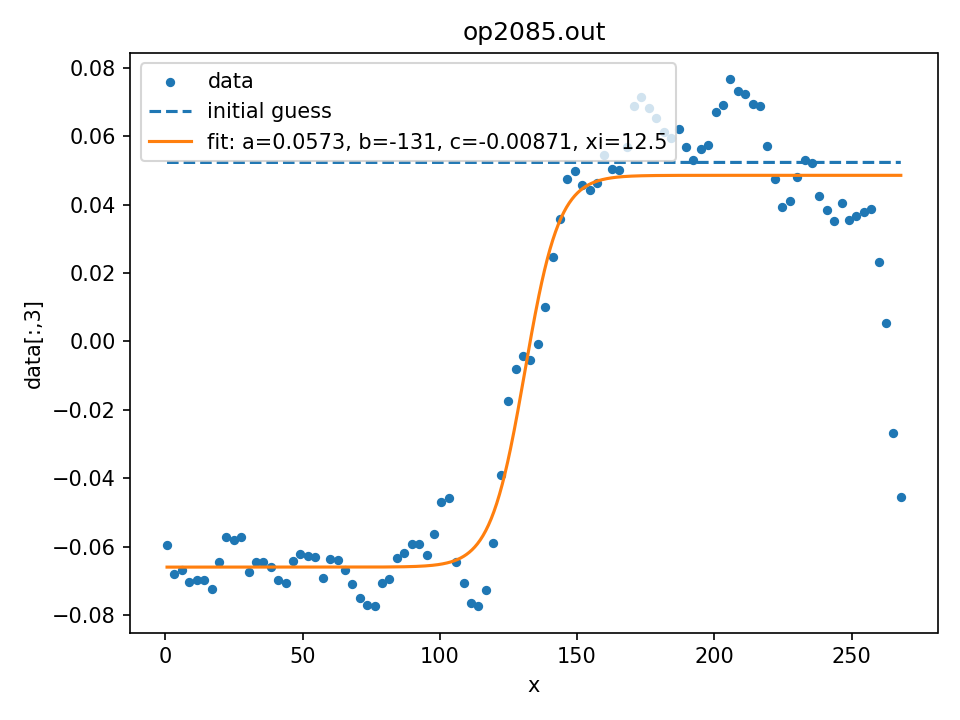 op2085.out
data
initial guess
fit: a=0.0573, b=-131, c=-0.00871, xi=12.5
0.08
0.06
0.04
0.02
0.00
−0.02
−0.04
−0.06
−0.08
data[:,3]
0 50 100 150 200 250
x